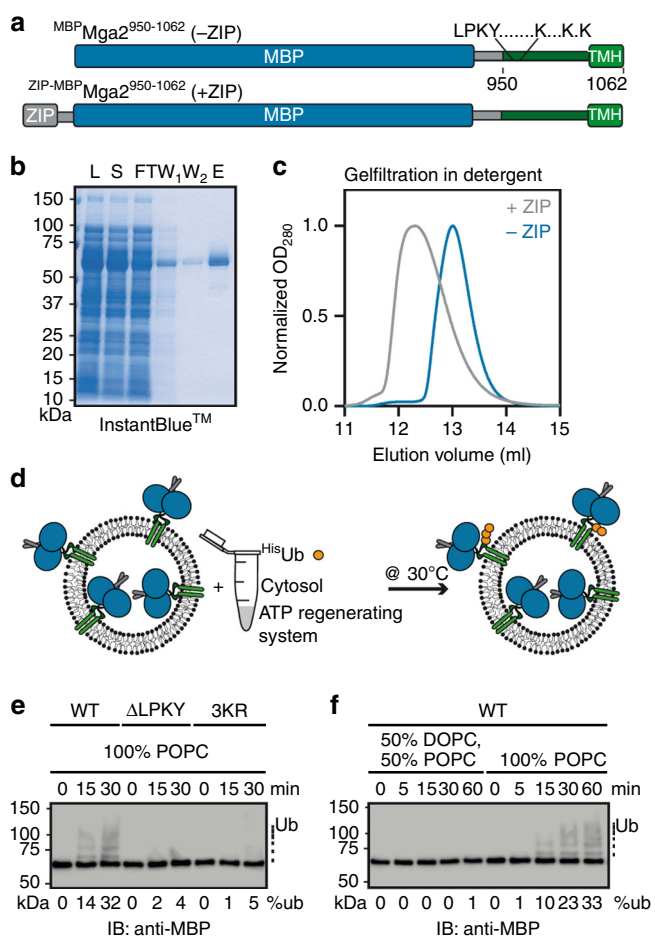 a
LPKY.......K...K.K
MBPMga2950-1062 (–ZIP)
MBP
TMH
950
1062
ZIP-MBPMga2950-1062 (+ZIP)
ZIP
MBP
TMH
b
L S FT W1 W2 E
150
100
75
50
37
25
20
15
10
kDa
InstantBlueTM
c
Gelfiltration in detergent
+ ZIP
– ZIP
Normalized OD280
1.0
0.5
0.0
11 12 13 14 15
Elution volume (ml)
d
+
HisUb
Cytosol
ATP regenerating
system
@ 30°C
e
WT ΔLPKY 3KR
100% POPC
0 15 30 0 15 30 0 15 30 min
150
100
75
50
Ub
kDa 0 14 32 0 2 4 0 1 5 %ub
IB: anti-MBP
f
WT
50% DOPC,
50% POPC
100% POPC
0 5 15 30 60 0 5 15 30 60 min
150
100
75
50
Ub
kDa 0 0 0 0 1 0 1 10 23 33 %ub
IB: anti-MBP